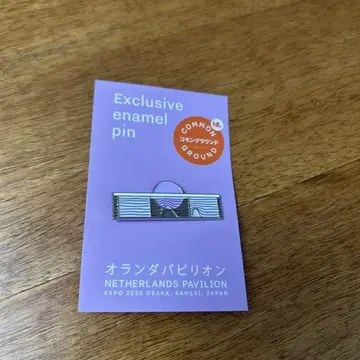 Exclusive
enamel
pin
NL
COMMON
コモングラウンド
GROUND
オランダパビリオン
NETHERLANDS PAVILION
EXPO 2025 OSAKA, KANSAI, JAPAN